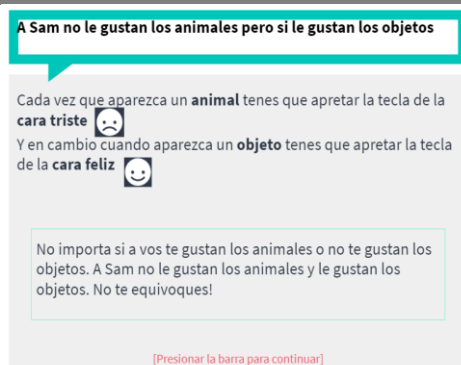 A Sam no le gustan los animales pero si le gustan los objetos
Cada vez que aparezca un animal tenes que apretar la tecla de la
cara triste
Y en cambio cuando aparezca un objeto tenes que apretar la tecla
de la cara feliz
No importa si a vos te gustan los animales o no te gustan los
objetos. A Sam no le gustan los animales y le gustan los
objetos. No te equivoques!
[Presionar la barra para continuar]